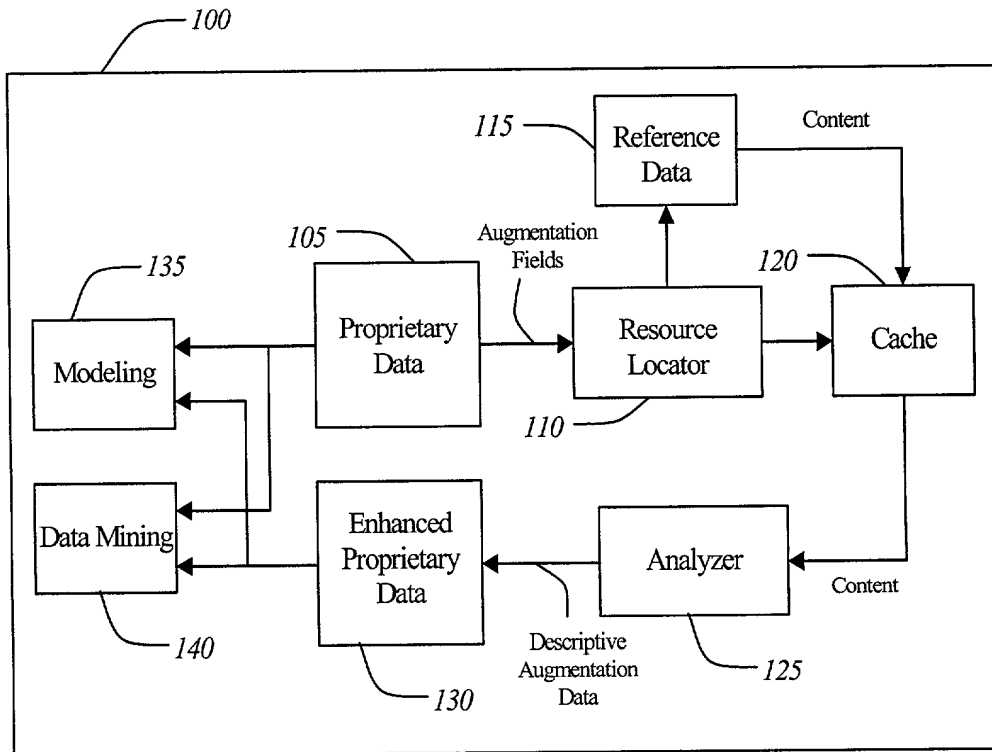 100
115
Reference
Data
Content
105
Augmentation
Fields
120
135
Proprietary
Data
Resource
Locator
Cache
Modeling
110
Data Mining
Enhanced
Proprietary
Data
Analyzer
Content
140
130
Descriptive
Augmentation
Data
125